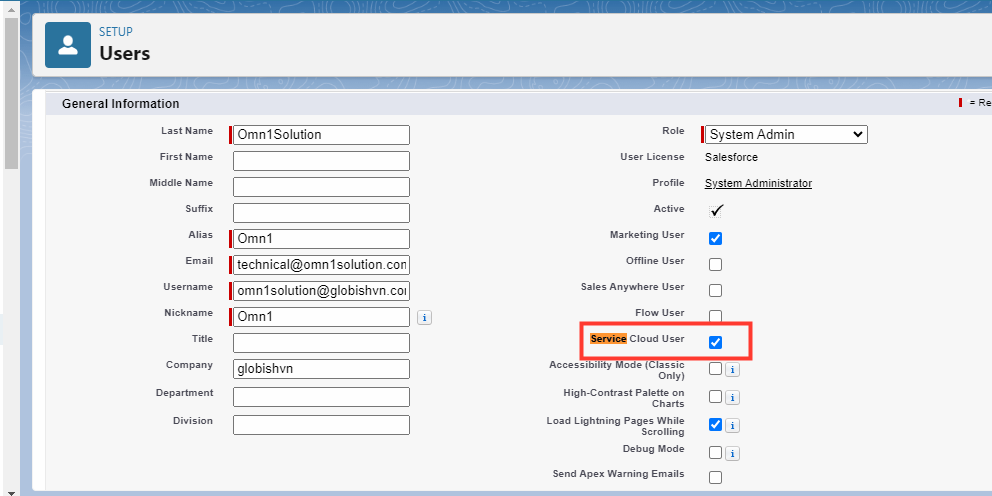 SETUP
Users
General Information
= Re
Last Name Omn1Solution
First Name
Middle Name
Suffix
Alias Omn1
Email technical@omn1solution.con
Username omn1solution@globishvn.co
Nickname Omn1 i
Title
Company globishvn
Department
Division
Role System Admin
User License Salesforce
Profile System Administrator
Active
Marketing User
Offline User
Sales Anywhere User
Flow User
Service Cloud User
Accessibility Mode (Classic
Only) i
High-Contrast Palette on
Charts i
Load Lightning Pages While
Scrolling i
Debug Mode i
Send Apex Warning Emails